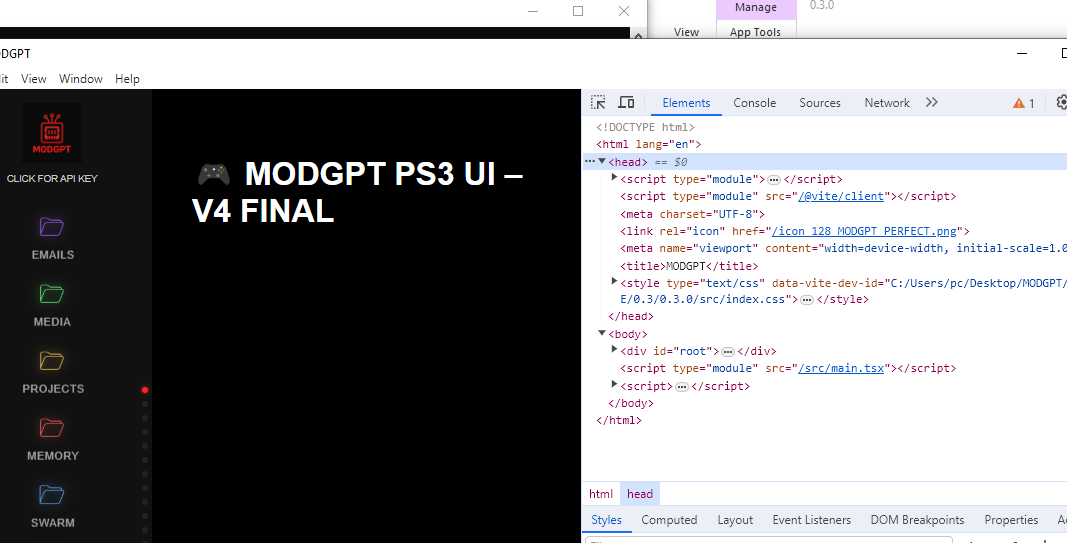 Manage
0.3.0
View
App Tools
DGPT
View Window Help
MODGPT
CLICK FOR API KEY
EMAILS
MEDIA
PROJECTS
MEMORY
SWARM
🎮 MODGPT PS3 UI –
V4 FINAL
Elements Console Sources Network 1
<!DOCTYPE html>
<html lang="en">
<head> == $0
<script type="module"> </script>
<script type="module" src="/@vite/client"></script>
<meta charset="UTF-8">
<link rel="icon" href="/icon_128_MODGPT_PERFECT.png">
<meta name="viewport" content="width=device-width, initial-scale=1.0
<title>MODGPT</title>
<style type="text/css" data-vite-dev-id="C:/Users/pc/Desktop/MODGPT/
E/0.3/0.3.0/src/index.css"> </style>
</head>
<body>
<div id="root"> </div>
<script type="module" src="/src/main.tsx"></script>
<script> </script>
</body>
</html>
html head
Styles Computed Layout Event Listeners DOM Breakpoints Properties